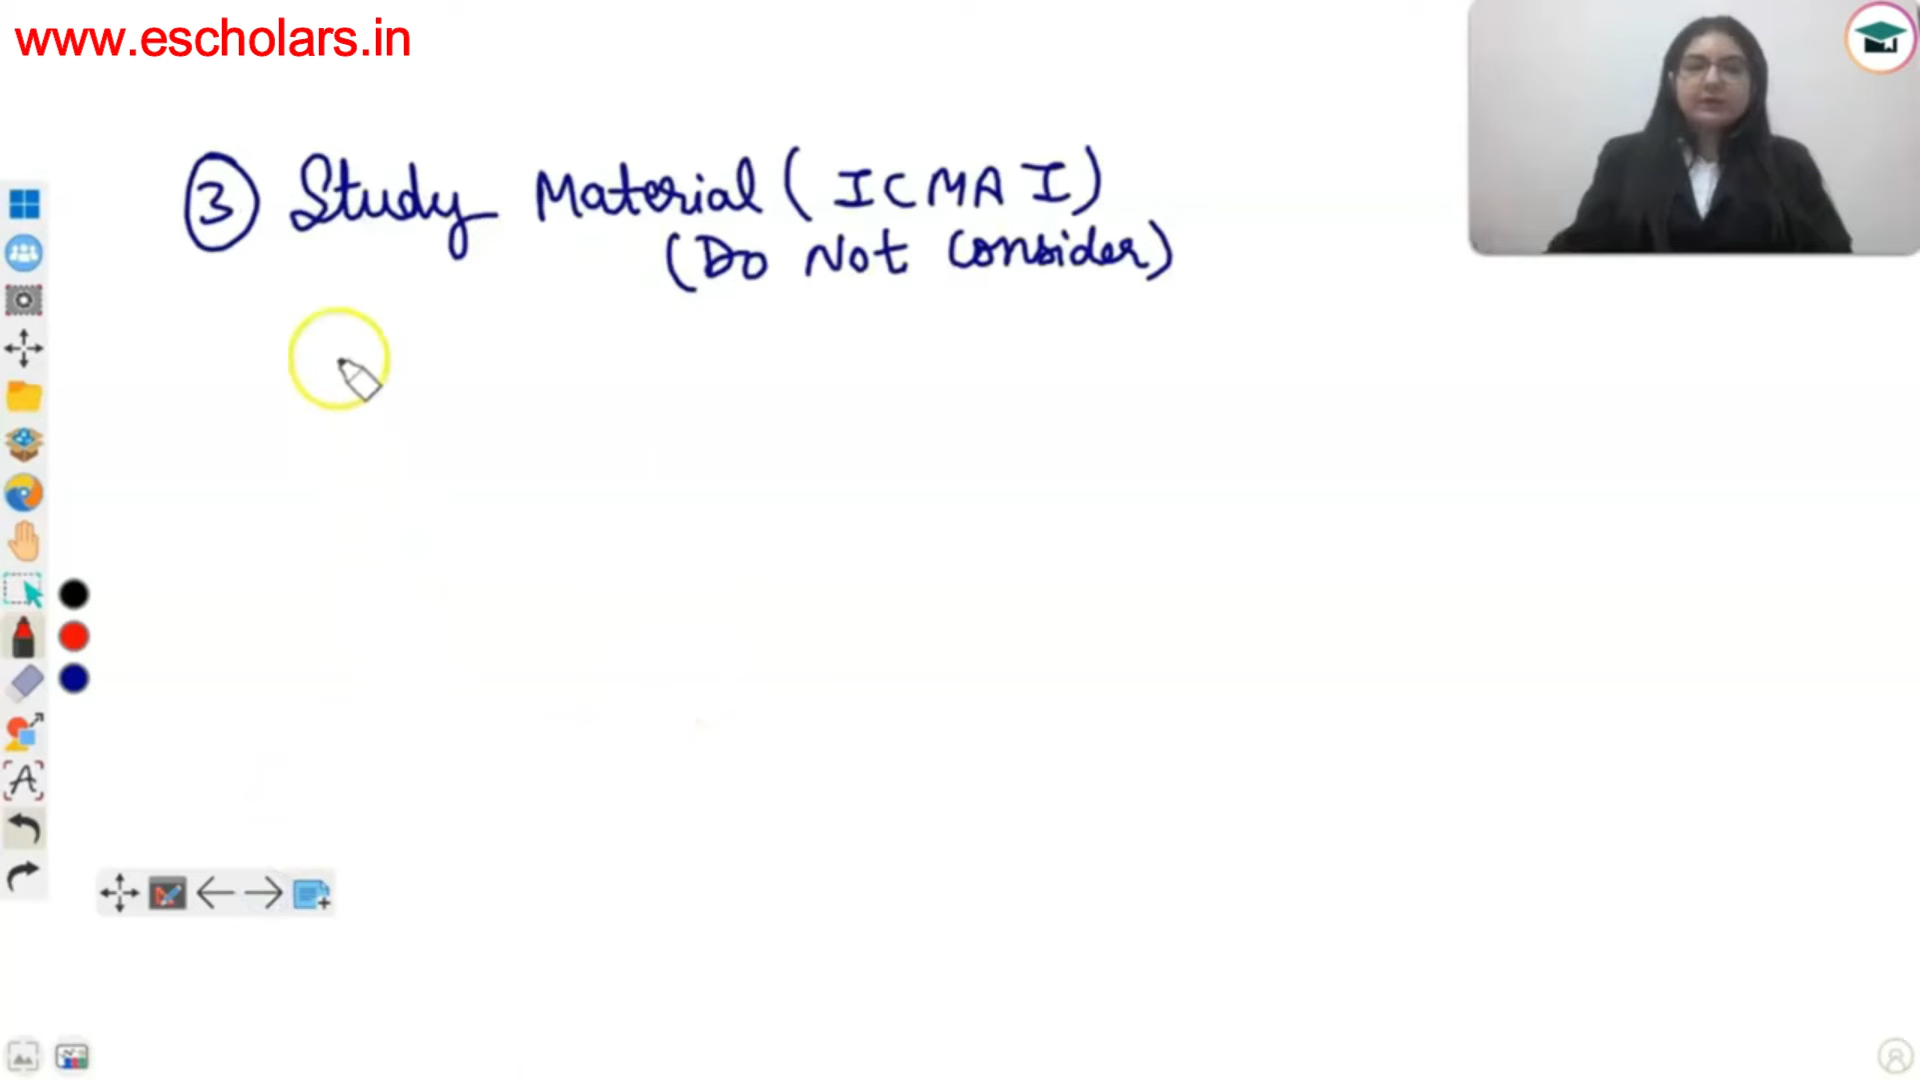 www.escholars.in
③ Study Material (ICMAI)
(Do Not Consider)